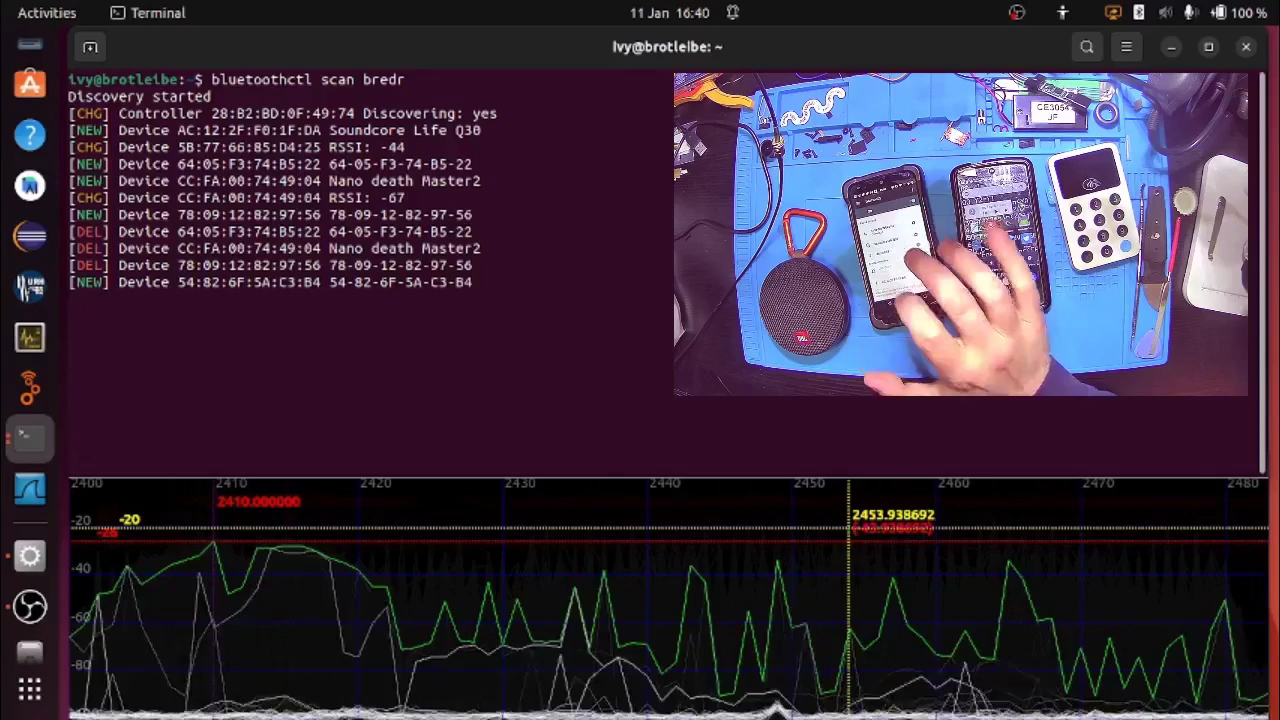 Activities
Terminal
11 Jan 16:40
100 %
Ivy@brotleibe: ~
ivy@brotleibe:~$ bluetoothctl scan bredr
Discovery started
[CHG] Controller 28:B2:BD:0F:49:74 Discovering: yes
[NEW] Device AC:12:2F:F0:1F:DA Soundcore Life Q30
[CHG] Device 5B:77:66:85:D4:25 RSSI: -44
[NEW] Device 64:05:F3:74:B5:22 64-05-F3-74-B5-22
[NEW] Device CC:FA:00:74:49:04 Nano death Master2
[CHG] Device CC:FA:00:74:49:04 RSSI: -67
[NEW] Device 78:09:12:82:97:56 78-09-12-82-97-56
[DEL] Device 64:05:F3:74:B5:22 64-05-F3-74-B5-22
[DEL] Device CC:FA:00:74:49:04 Nano death Master2
[DEL] Device 78:09:12:82:97:56 78-09-12-82-97-56
[NEW] Device 54:82:6F:5A:C3:B4 54-82-6F-5A-C3-B4
CE3054
JF
JBL
URH
2400 2410 2420 2430 2440 2450 2460 2470 2480
2410.000000
2453.938692
-20
-20
-26
-40
-60
-80